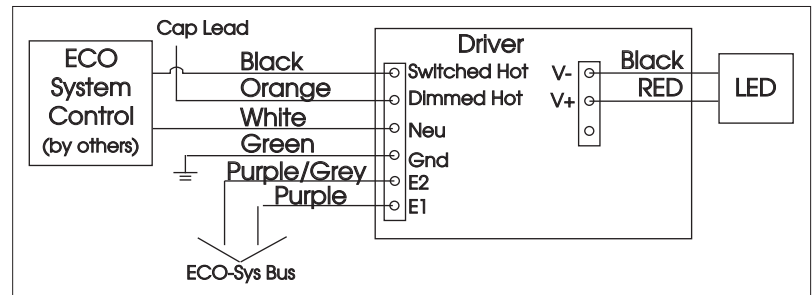 Cap Lead
ECO
System
Control
(by others)
Black
Orange
White
Green
Purple/Grey
Purple
ECO-Sys Bus
Driver
Switched Hot
Dimmed Hot
Neu
Gnd
E2
E1
V-
V+
Black
RED
LED